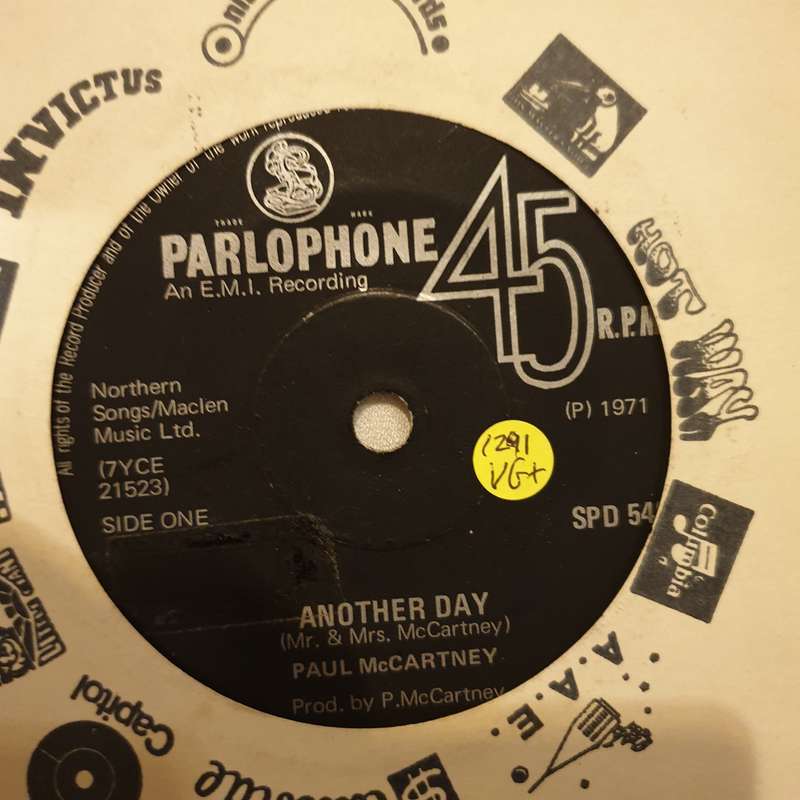 INVICTUS
HOT WAX
Columbia
A.A.E.
Capitol
All rights of the Record Producer and of the Owner of the work reproduced
TRADE MARK
PARLOPHONE
An E.M.I. Recording
45
R.P.M
Northern
Songs/Maclen
Music Ltd.
(P) 1971
(7YCE
21523)
1291
VG+
SIDE ONE
SPD 54
ANOTHER DAY
(Mr. & Mrs. McCartney)
PAUL McCARTNEY
Prod. by P.McCartney